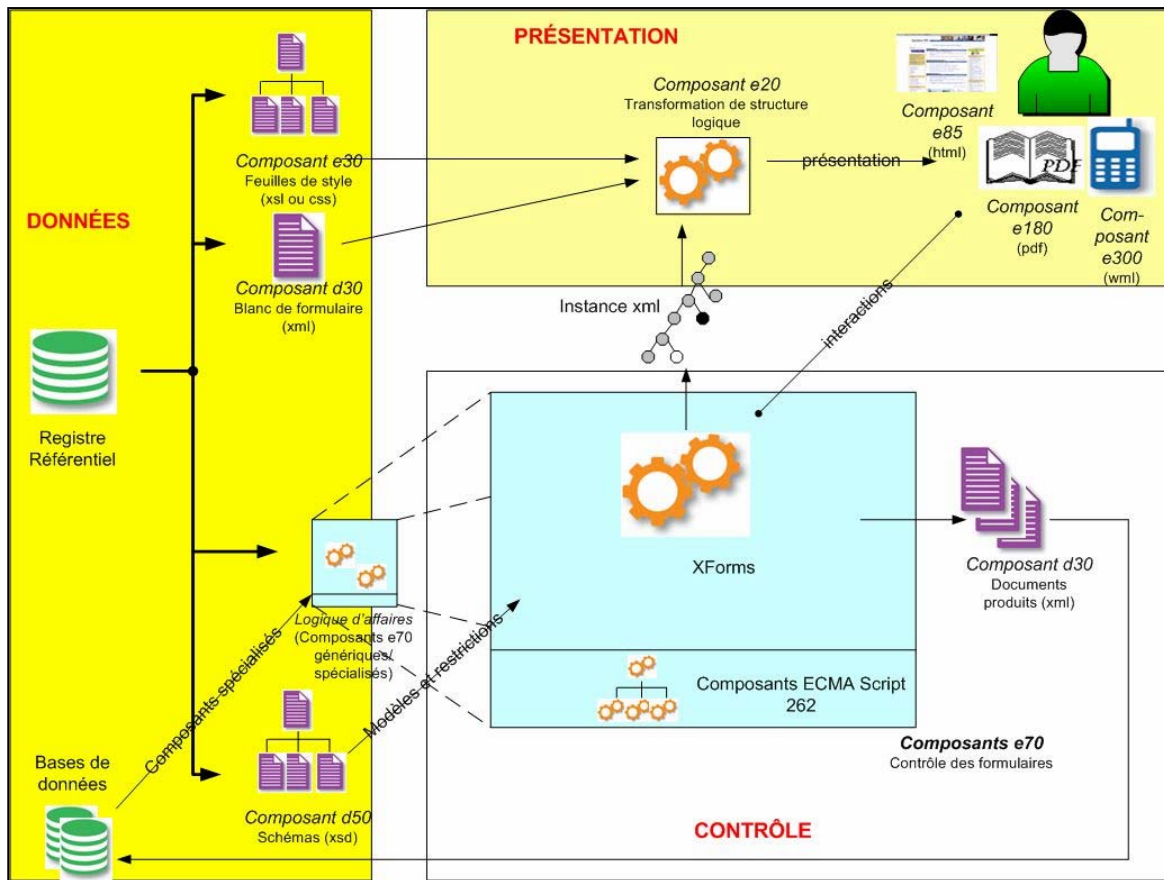 DONNÉES
Composant e30
Feuilles de style
(xsl ou css)
Composant d30
Blanc de formulaire
(xml)
Registre
Référentiel
Logique d'affaires
(Composants e70
génériques/
spécialisés)
Composants spécialisés
Modèles et restrictions
Bases de
données
Composant d50
Schémas (xsd)
PRÉSENTATION
Composant e20
Transformation de structure
logique
présentation
Composant
e85
(html)
PDF
Composant
e180
(pdf)
Com-
posant
e300
(wml)
Instance xml
interactions
XForms
Composants ECMA Script
262
Composant d30
Documents
produits (xml)
Composants e70
Contrôle des formulaires
CONTRÔLE